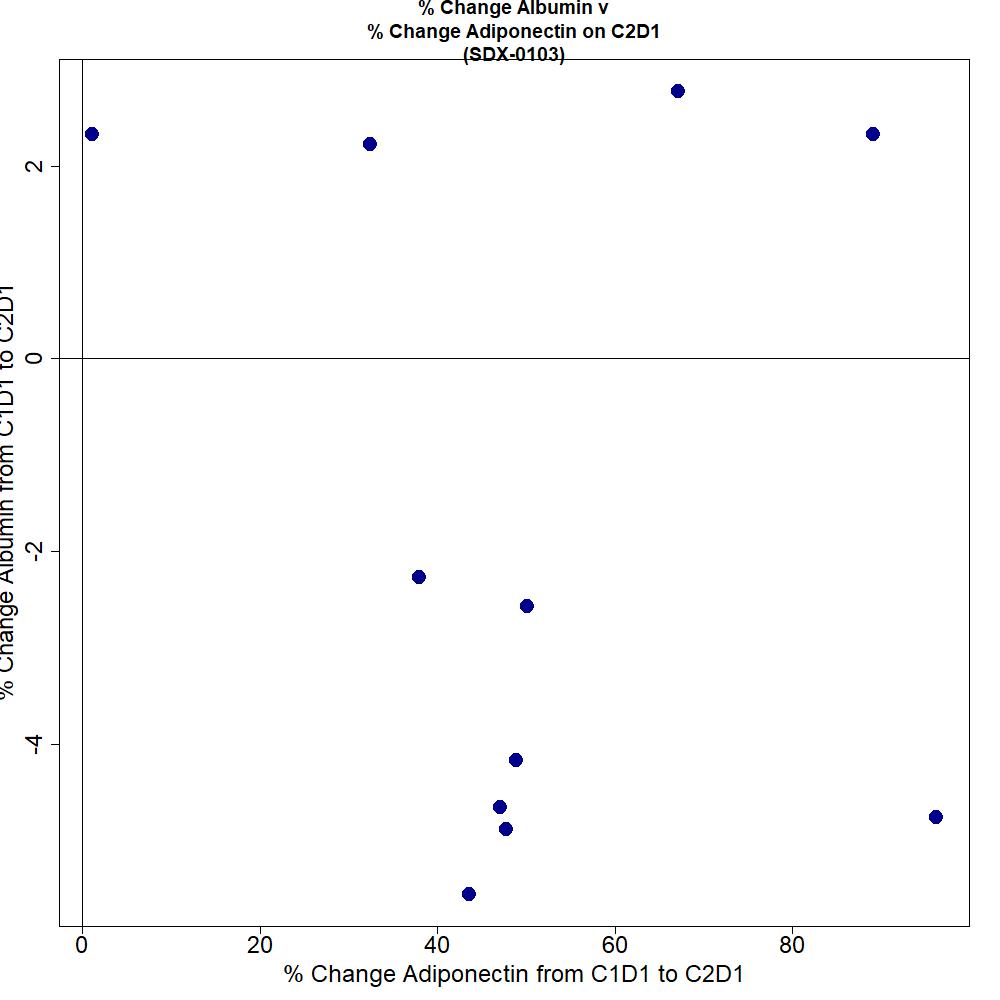 % Change Albumin v
% Change Adiponectin on C2D1
(SDX-0103)
% Change Albumin from C1D1 to C2D1
2
0
-2
-4
0 20 40 60 80
% Change Adiponectin from C1D1 to C2D1